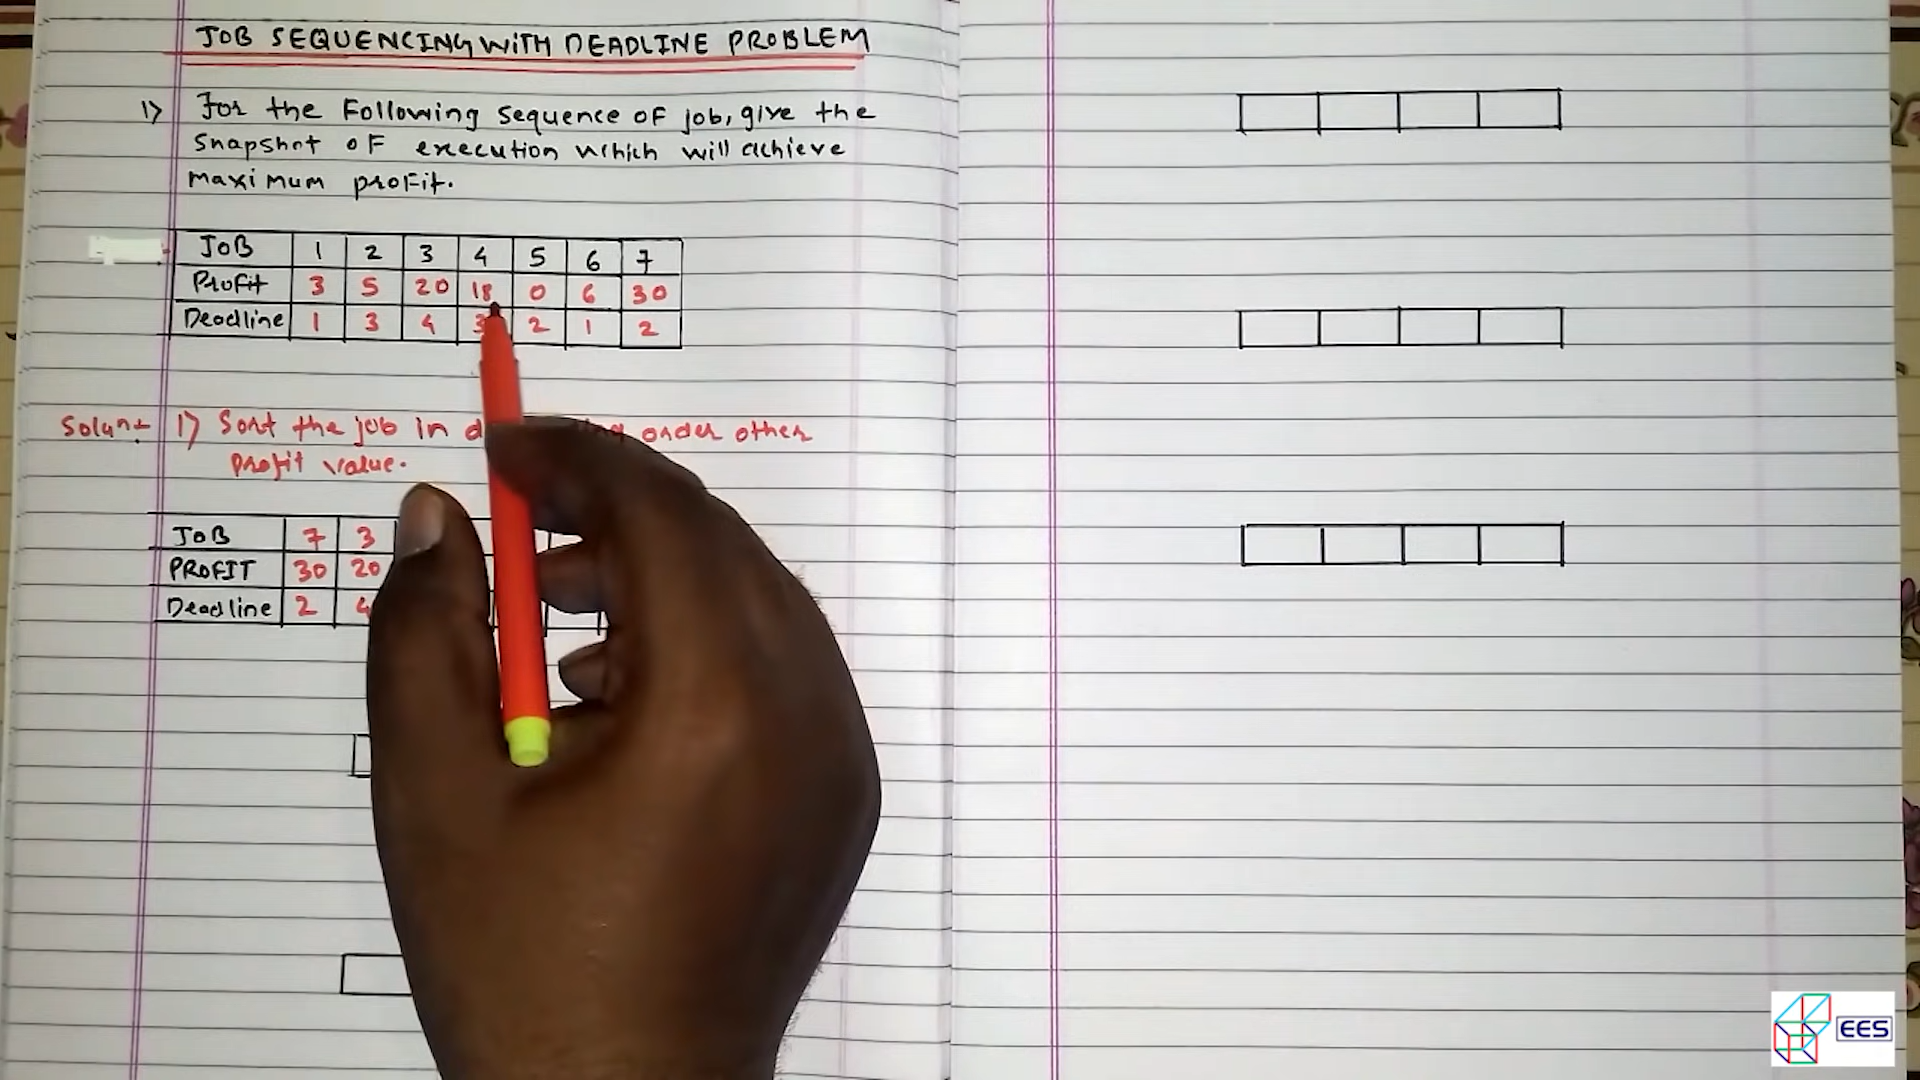 JOB SEQUENCING WITH DEADLINE PROBLEM
1) For the Following sequence of job, give the
snapshot of execution which will achieve
maximum profit.
JOB 1 2 3 4 5 6 7
Profit 3 5 20 18 0 6 30
Deadline 1 3 4 3 2 1 2
Solun:- 1) Sort the job in order other
profit value.
JOB 7 3
PROFIT 30 20
Deadline 2 4
EES